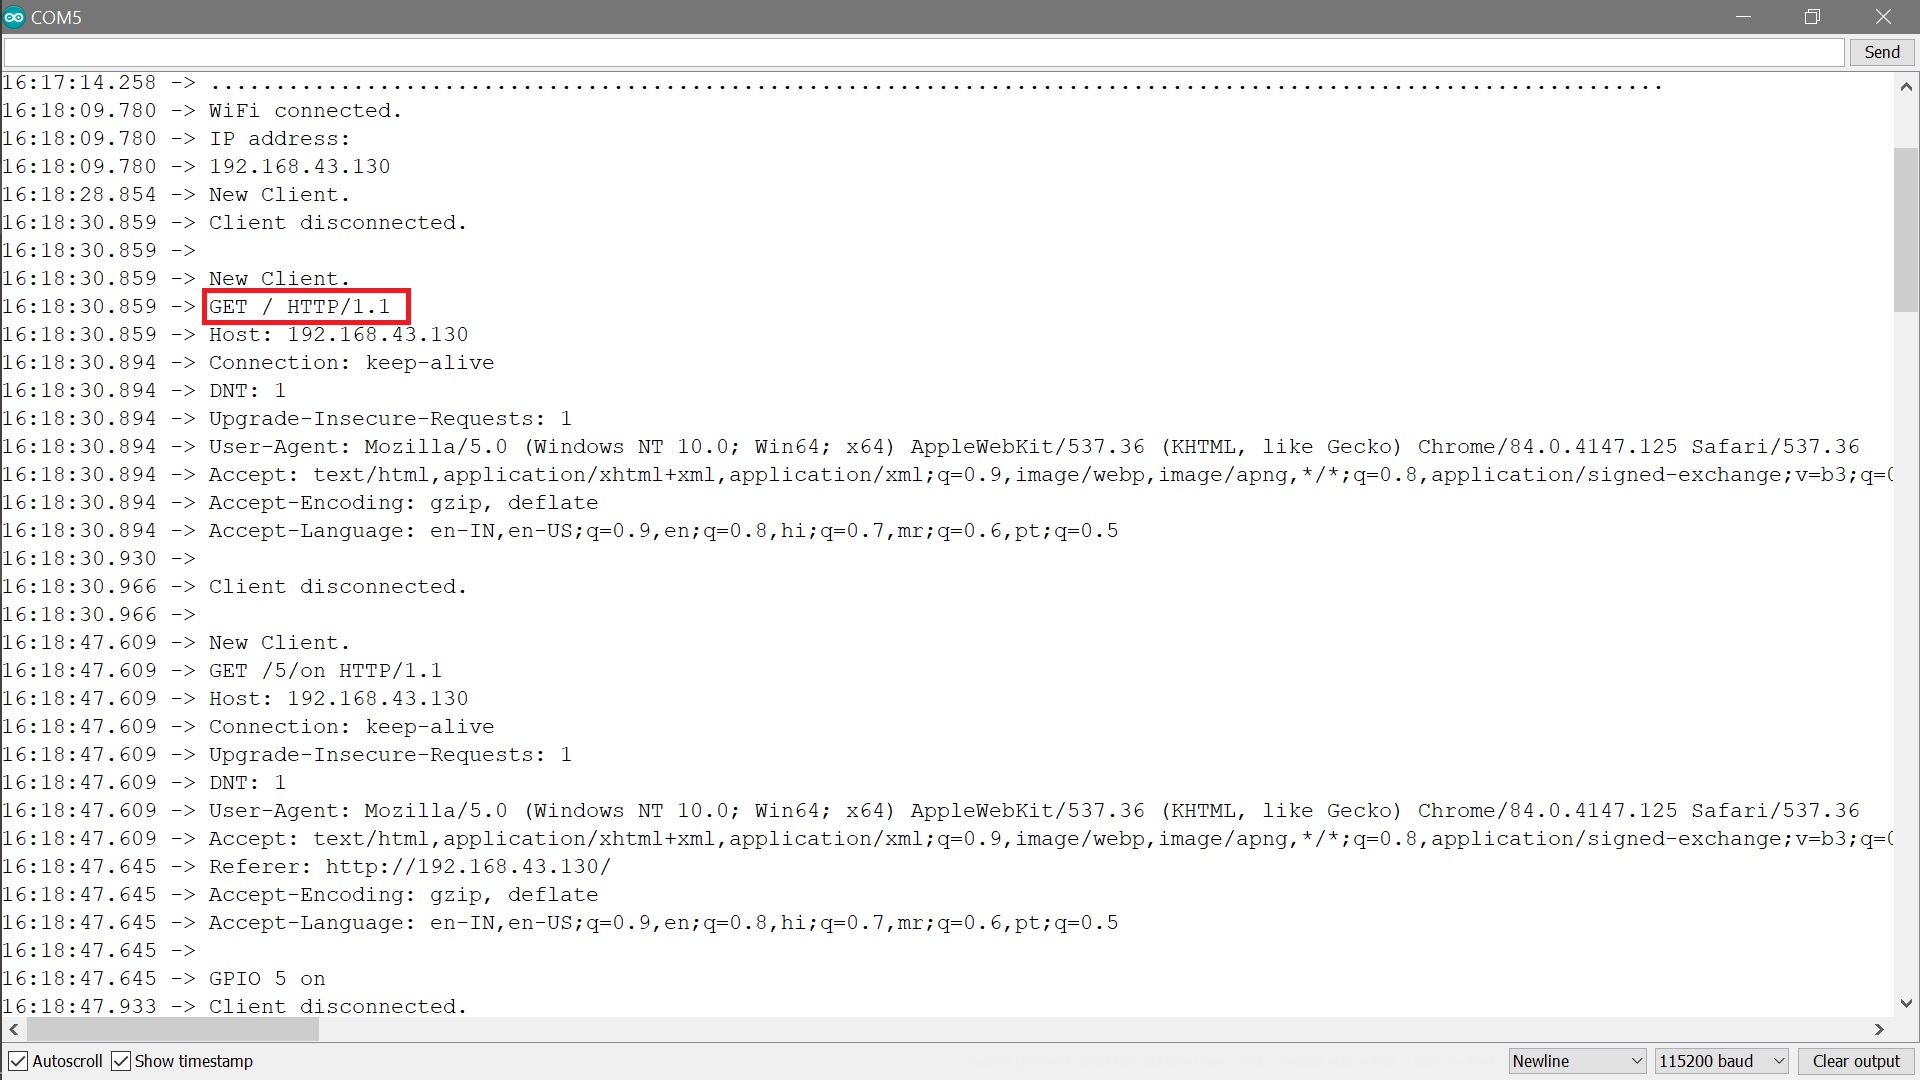 COM5
Send
16:17:14.258 -> ................................................................................................................
16:18:09.780 -> WiFi connected.
16:18:09.780 -> IP address:
16:18:09.780 -> 192.168.43.130
16:18:28.854 -> New Client.
16:18:30.859 -> Client disconnected.
16:18:30.859 ->
16:18:30.859 -> New Client.
16:18:30.859 -> GET / HTTP/1.1
16:18:30.859 -> Host: 192.168.43.130
16:18:30.894 -> Connection: keep-alive
16:18:30.894 -> DNT: 1
16:18:30.894 -> Upgrade-Insecure-Requests: 1
16:18:30.894 -> User-Agent: Mozilla/5.0 (Windows NT 10.0; Win64; x64) AppleWebKit/537.36 (KHTML, like Gecko) Chrome/84.0.4147.125 Safari/537.36
16:18:30.894 -> Accept: text/html,application/xhtml+xml,application/xml;q=0.9,image/webp,image/apng,*/*;q=0.8,application/signed-exchange;v=b3;q=0
16:18:30.894 -> Accept-Encoding: gzip, deflate
16:18:30.894 -> Accept-Language: en-IN,en-US;q=0.9,en;q=0.8,hi;q=0.7,mr;q=0.6,pt;q=0.5
16:18:30.930 ->
16:18:30.966 -> Client disconnected.
16:18:30.966 ->
16:18:47.609 -> New Client.
16:18:47.609 -> GET /5/on HTTP/1.1
16:18:47.609 -> Host: 192.168.43.130
16:18:47.609 -> Connection: keep-alive
16:18:47.609 -> Upgrade-Insecure-Requests: 1
16:18:47.609 -> DNT: 1
16:18:47.609 -> User-Agent: Mozilla/5.0 (Windows NT 10.0; Win64; x64) AppleWebKit/537.36 (KHTML, like Gecko) Chrome/84.0.4147.125 Safari/537.36
16:18:47.609 -> Accept: text/html,application/xhtml+xml,application/xml;q=0.9,image/webp,image/apng,*/*;q=0.8,application/signed-exchange;v=b3;q=0
16:18:47.645 -> Referer: http://192.168.43.130/
16:18:47.645 -> Accept-Encoding: gzip, deflate
16:18:47.645 -> Accept-Language: en-IN,en-US;q=0.9,en;q=0.8,hi;q=0.7,mr;q=0.6,pt;q=0.5
16:18:47.645 ->
16:18:47.645 -> GPIO 5 on
16:18:47.933 -> Client disconnected.
Autoscroll Show timestamp Newline 115200 baud Clear output